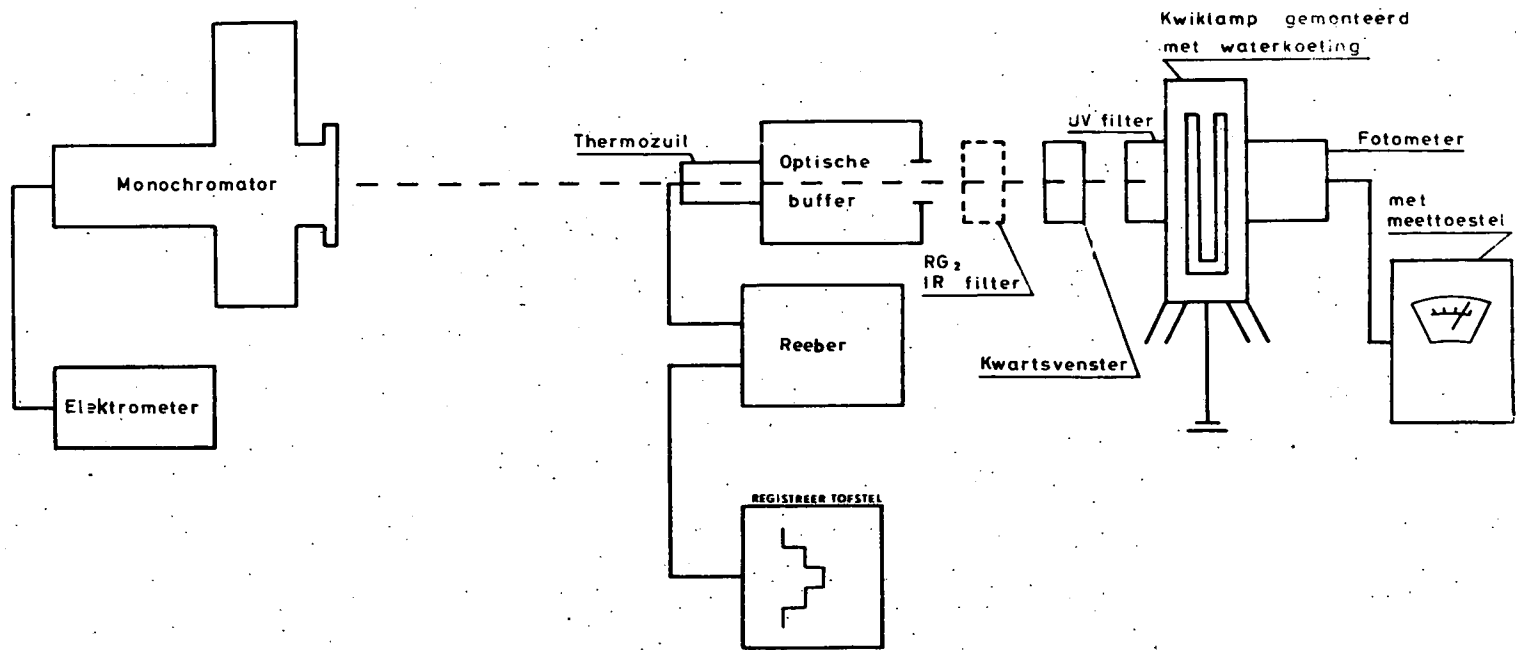 Kwiklamp gemonteerd
met waterkoeling
UV filter
Fotometer
Thermozuil
Optische
buffer
Monochromator
met
meettoestel
RG₂
IR filter
Reeber
Kwartsvenster
Elektrometer
REGISTREER TOFSTEL